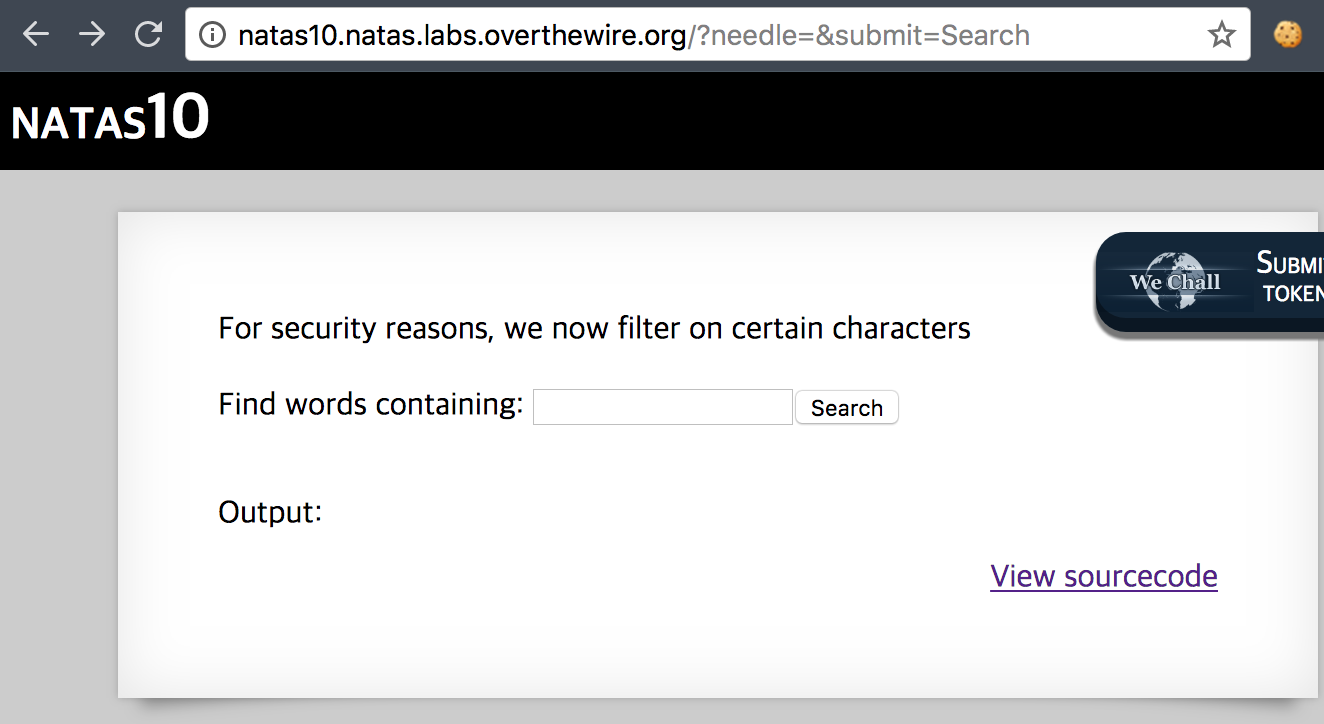 natas10.natas.labs.overthewire.org/?needle=&submit=Search
NATAS10
We Chall
SUBMI
TOKEN
For security reasons, we now filter on certain characters
Find words containing: Search
Output:
View sourcecode